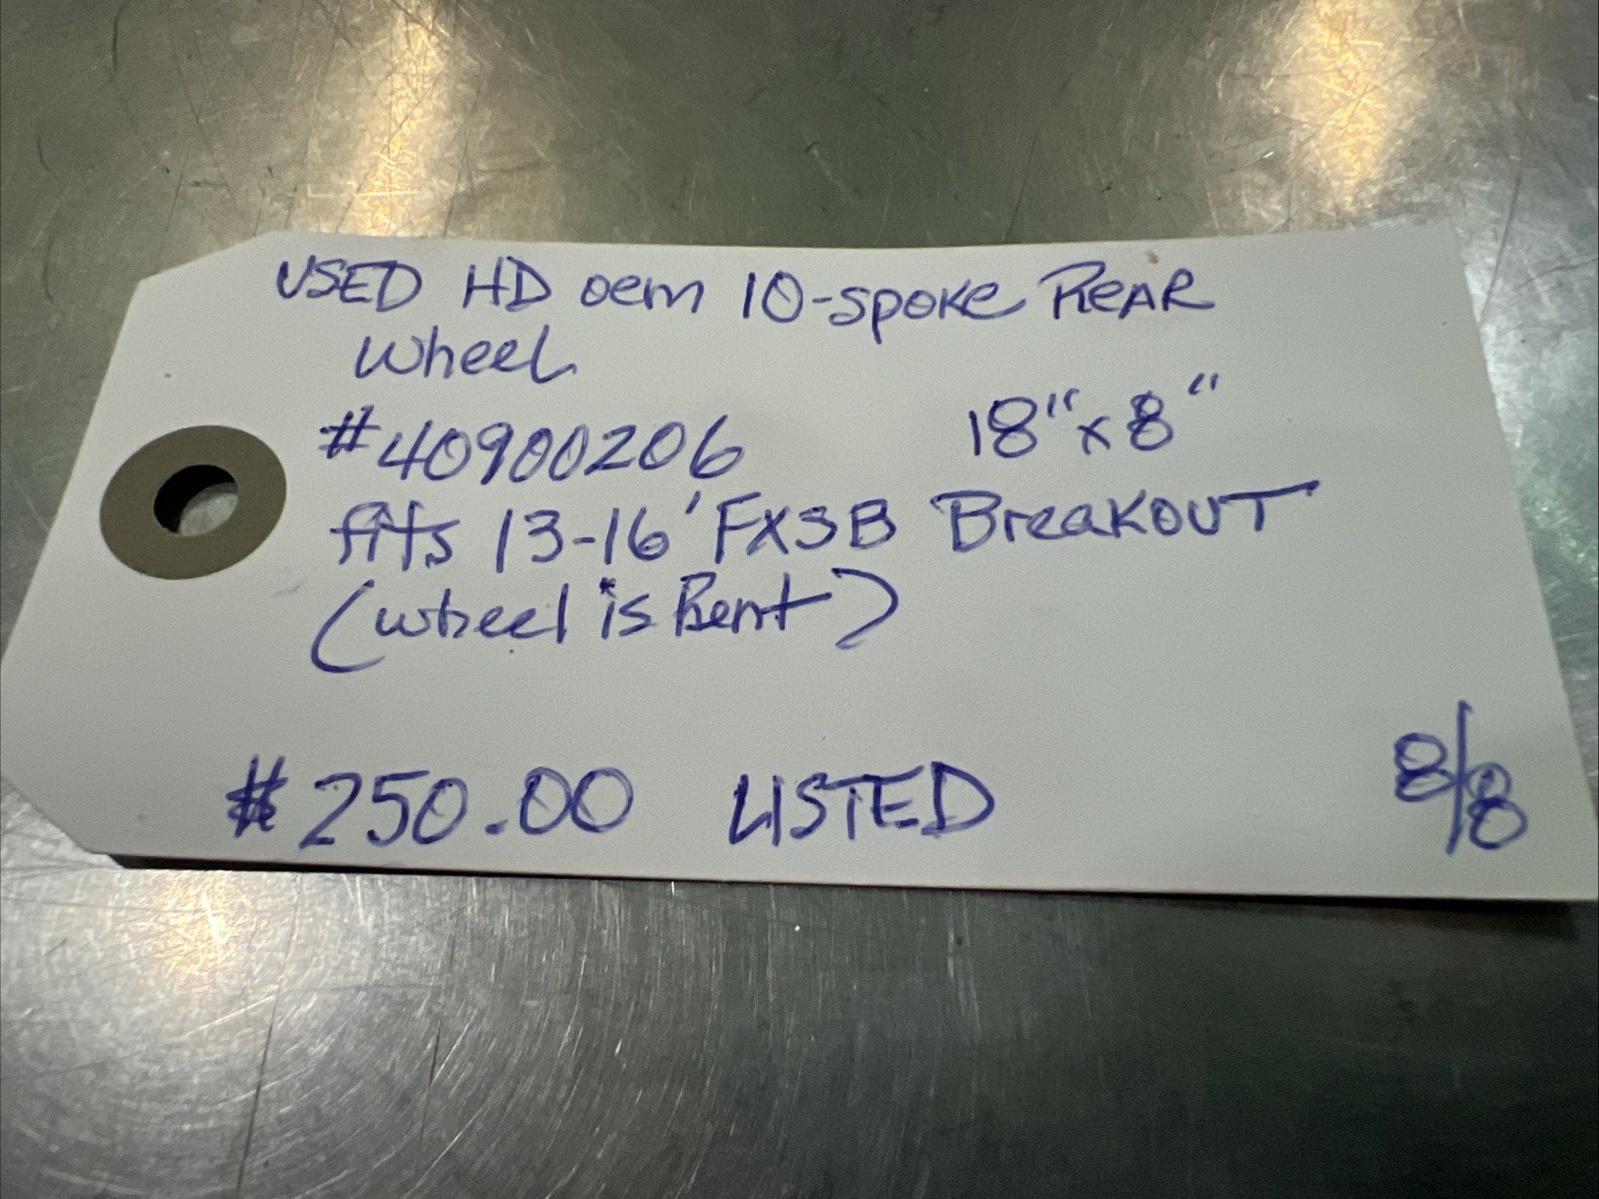 USED HD oem 10-spoke REAR
wheel
#40900206 18"x8"
fits 13-16' FXSB BreakOUT
(wheel is Bent)
$250.00 LISTED 8/8